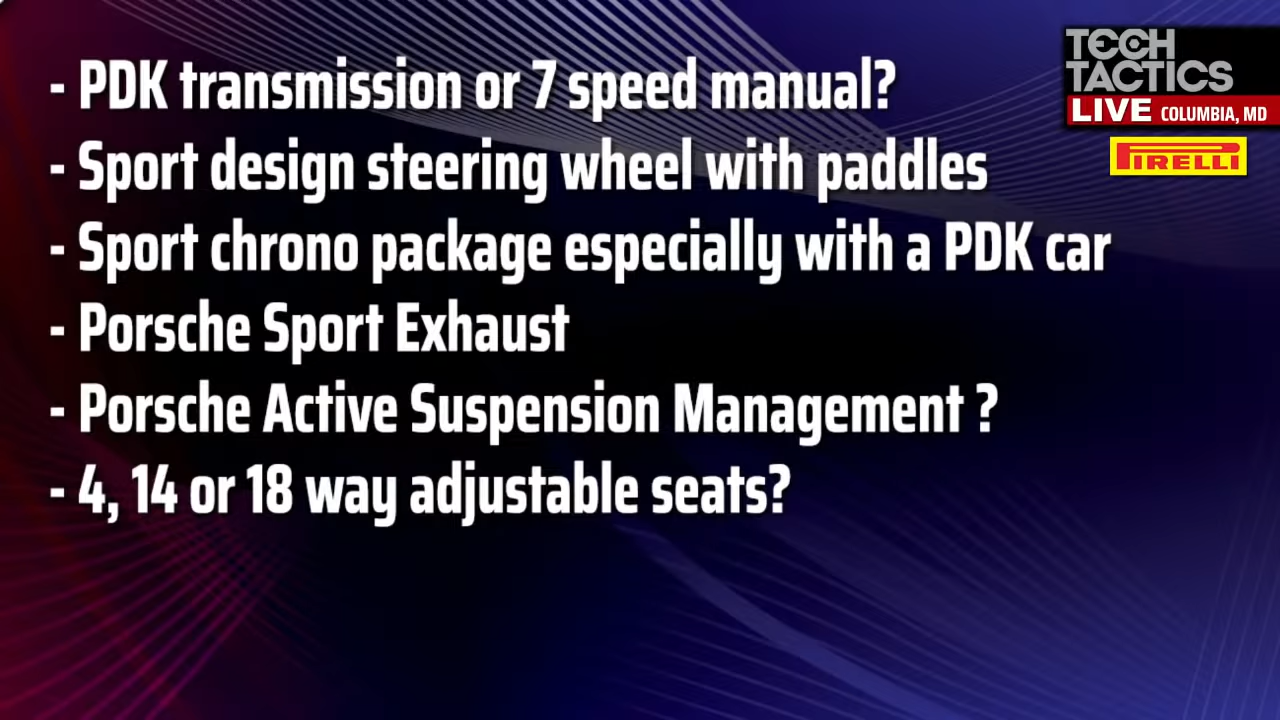 - PDK transmission or 7 speed manual?
- Sport design steering wheel with paddles
- Sport chrono package especially with a PDK car
- Porsche Sport Exhaust
- Porsche Active Suspension Management ?
- 4, 14 or 18 way adjustable seats?
TECH
TACTICS
LIVE COLUMBIA, MD
PIRELLI